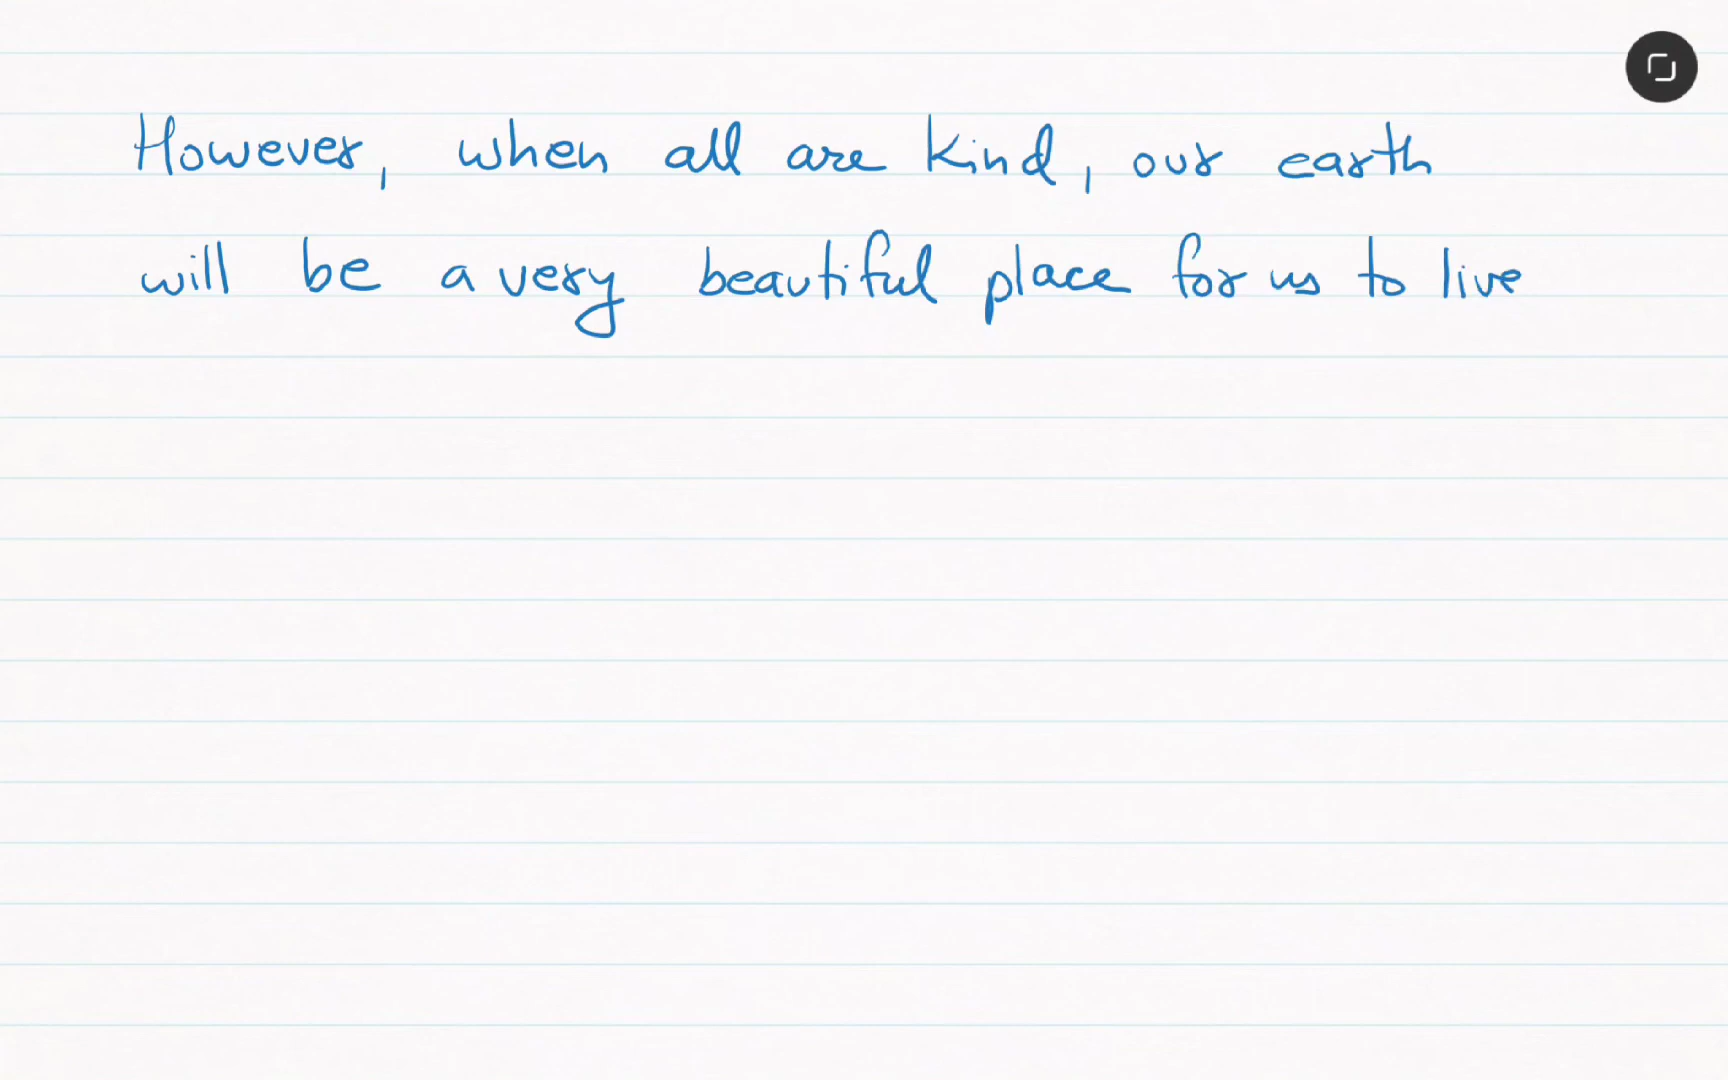 However, when all are kind, our earth
will be a very beautiful place for us to live